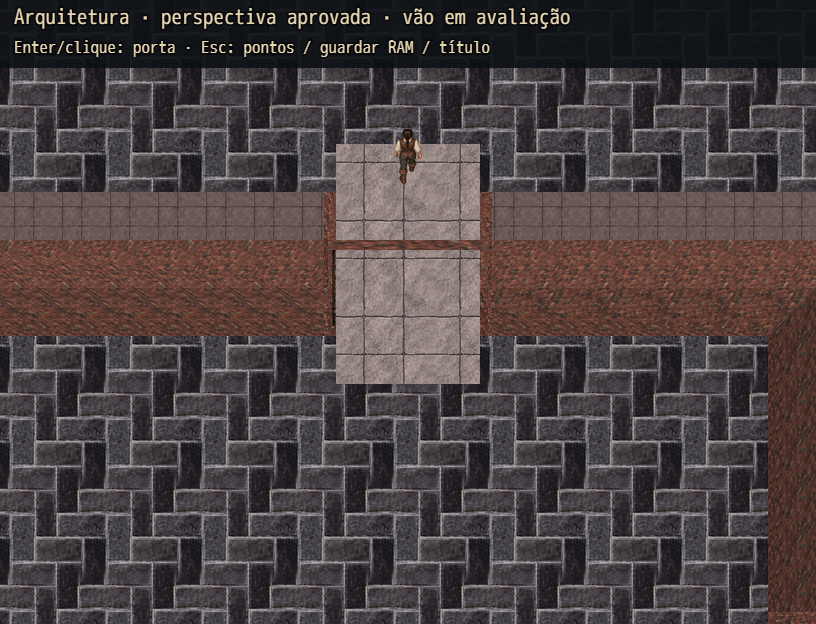 Arquitetura · perspectiva aprovada · vão em avaliação
Enter/clique: porta · Esc: pontos / guardar RAM / título